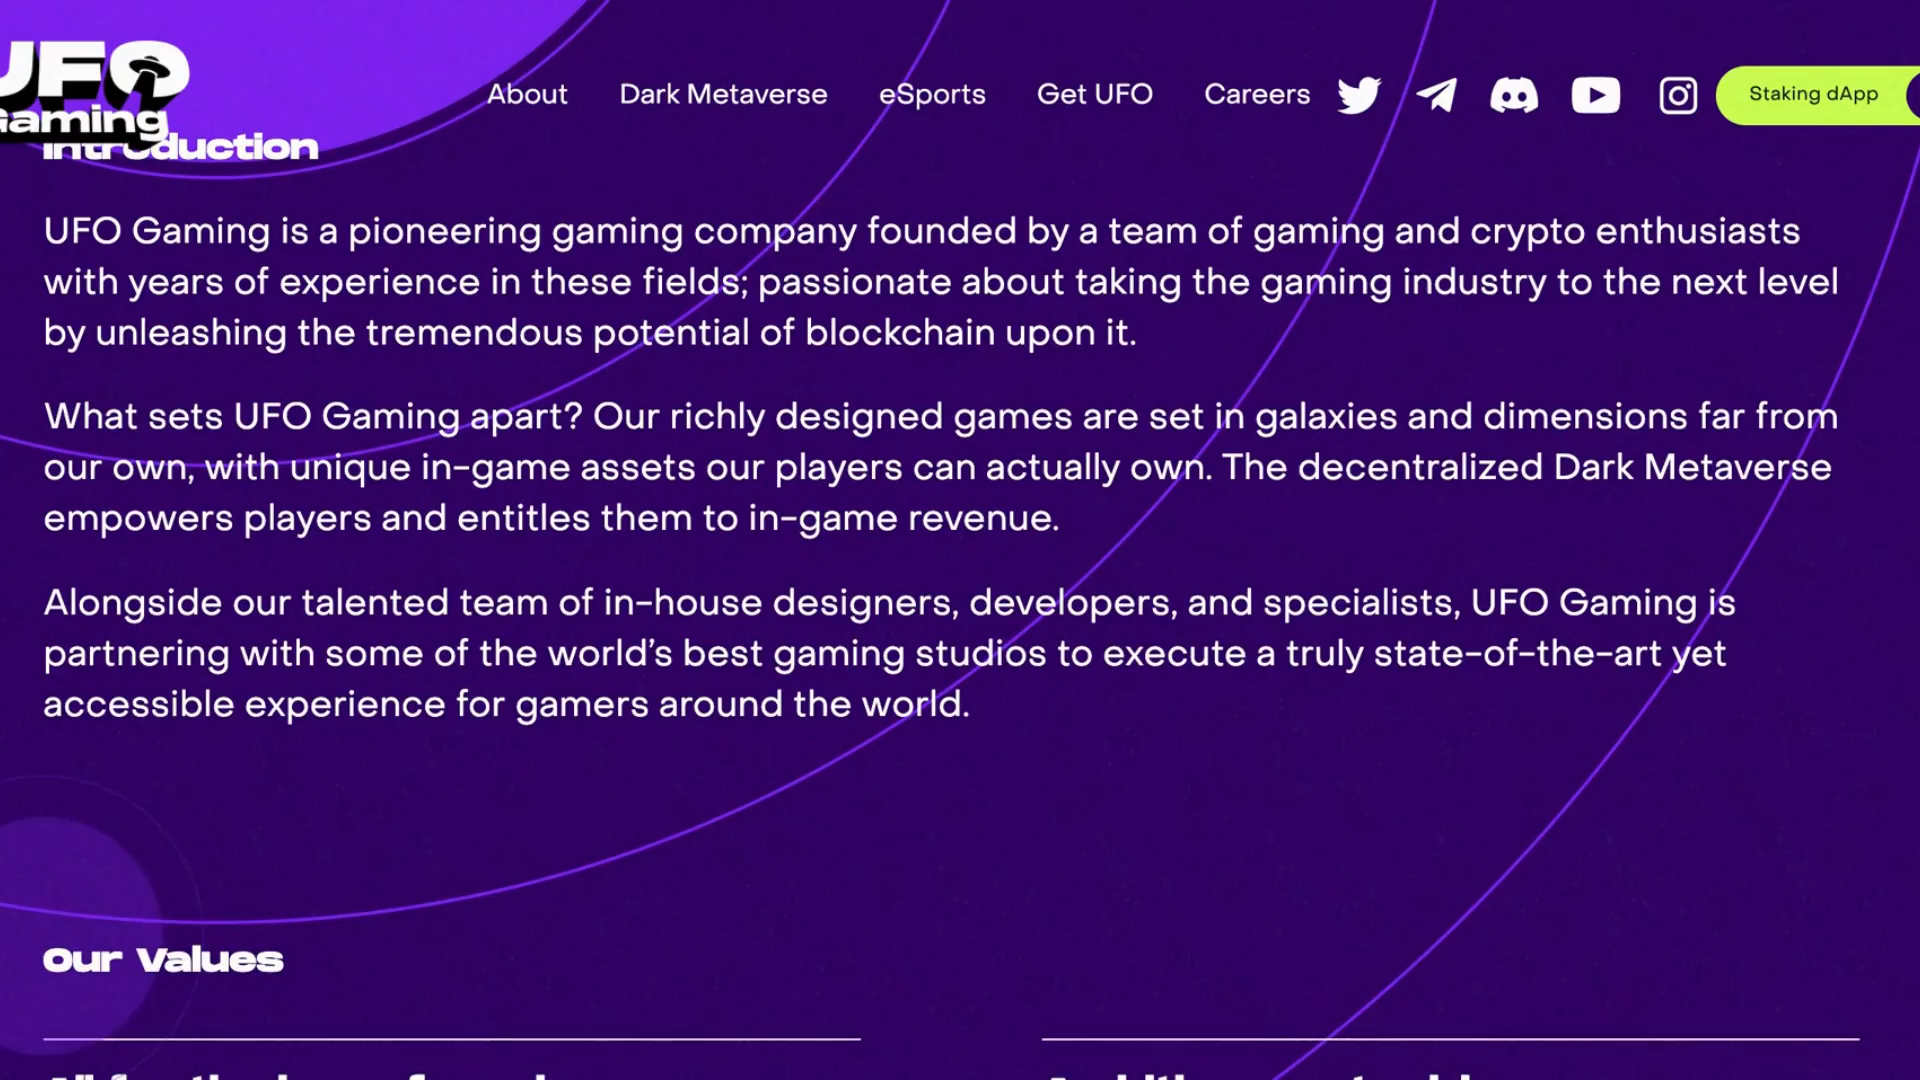 UFO
Gaming
About Dark Metaverse eSports Get UFO Careers Staking dApp
Introduction
UFO Gaming is a pioneering gaming company founded by a team of gaming and crypto enthusiasts
with years of experience in these fields; passionate about taking the gaming industry to the next level
by unleashing the tremendous potential of blockchain upon it.
What sets UFO Gaming apart? Our richly designed games are set in galaxies and dimensions far from
our own, with unique in-game assets our players can actually own. The decentralized Dark Metaverse
empowers players and entitles them to in-game revenue.
Alongside our talented team of in-house designers, developers, and specialists, UFO Gaming is
partnering with some of the world’s best gaming studios to execute a truly state-of-the-art yet
accessible experience for gamers around the world.
Our Values